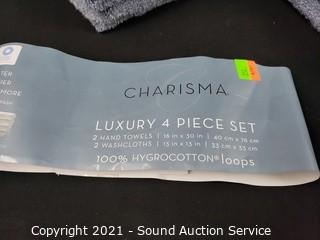 CHARISMA
LUXURY 4 PIECE SET
2 HAND TOWELS | 16 in x 30 in | 40 cm x 76 cm
2 WASHCLOTHS | 13 in x 13 in | 33 cm x 33 cm
100% HYGROCOTTON® loops
MORE
Copyright 2021 - Sound Service